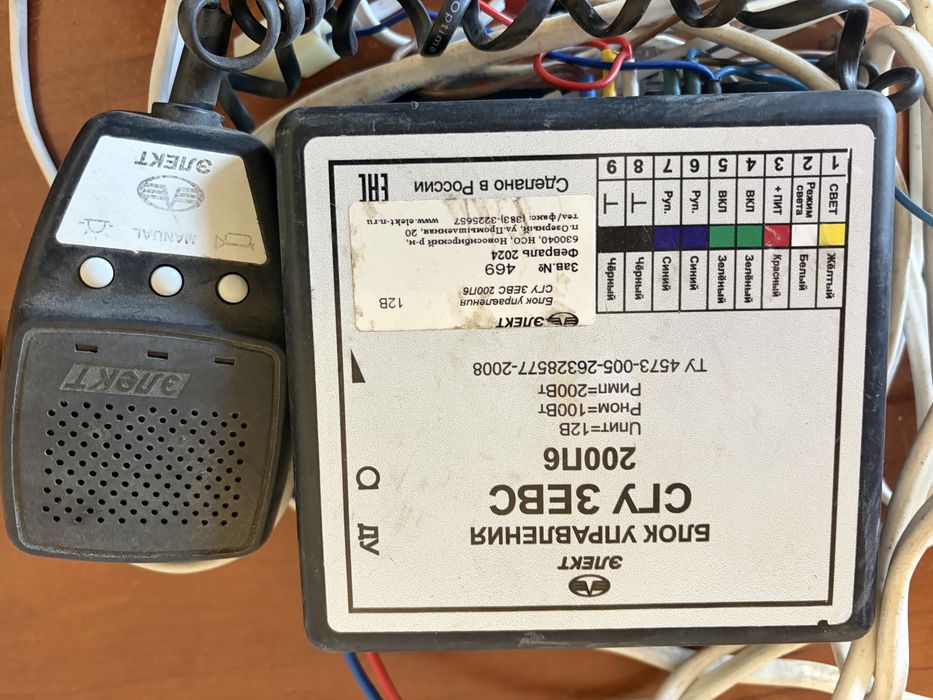 ЭЛЕКТ
БЛОК УПРАВЛЕНИЯ
СГУ ЗЕВС
200П6
Uпит=12В
Рном=100Вт
Римп=200Вт
ТУ 4573-005-26328577-2008
ДУ
ЭЛЕКТ
Блок управления
СГУ ЗЕВС 200П6
12В
Зав.№ 469
Февраль 2024
630040, НСО, Новосибирский р-н,
п.Озерный, ул.Промышленная, 20
тел/факс: (383)-3225657
www.elekt-n.ru
Сделано в России
ЕАС
1 СВЕТ Жёлтый
2 Режим света Белый
3 + ПИТ Красный
4 ВКЛ Зелёный
5 ВКЛ Зелёный
6 Руп. Синий
7 Руп. Синий
8 Чёрный
9 Чёрный
ЭЛЕКТ
MANUAL
ЭЛЕКТ
optima